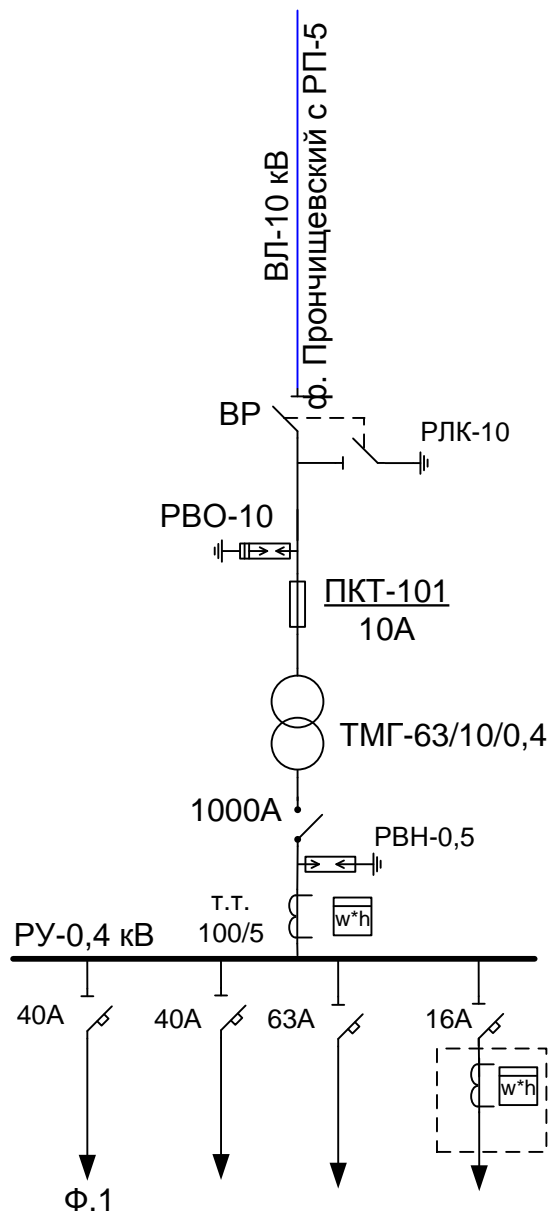 ВЛ-10 кВ
ф. Прончищевский с РП-5
ВР
РЛК-10
РВО-10
ПКТ-101
10А
ТМГ-63/10/0,4
1000А
РВН-0,5
т.т.
100/5
w*h
РУ-0,4 кВ
40А
40А
63А
16А
w*h
Ф.1